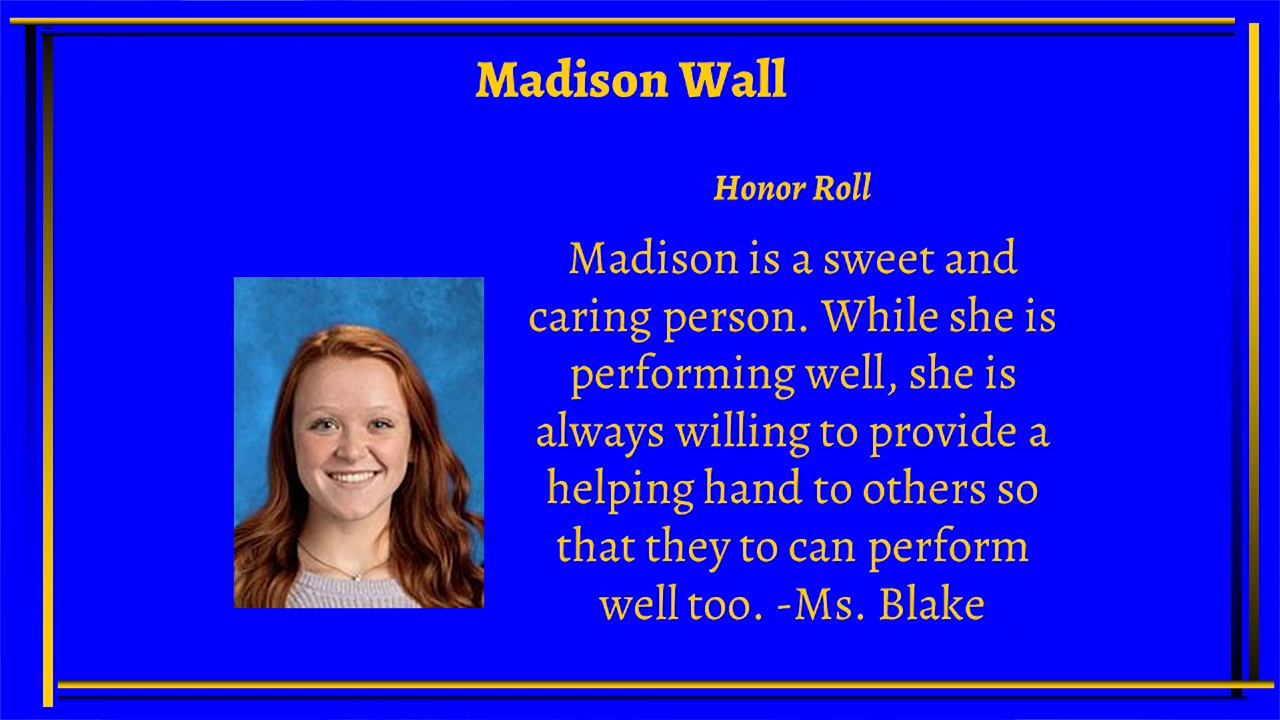 Madison Wall
Honor Roll
Madison is a sweet and
caring person. While she is
performing well, she is
always willing to provide a
helping hand to others so
that they to can perform
well too. -Ms. Blake